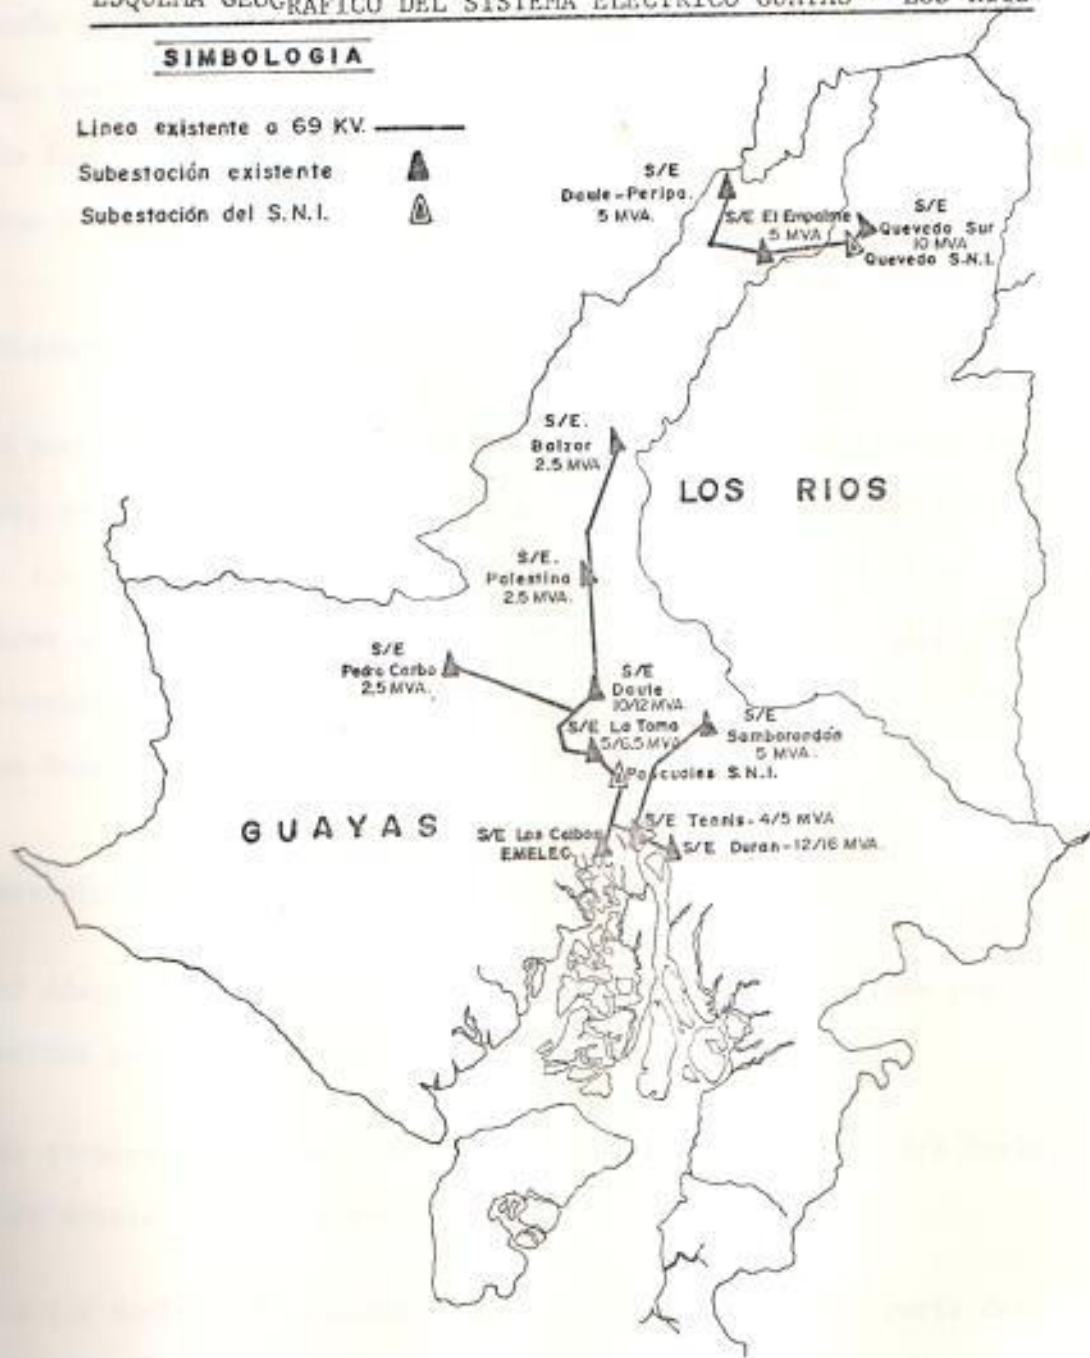 ESQUEMA GEOGRAFICO DEL SISTEMA ELECTRICO GUAYAS - LOS RIOS
SIMBOLOGIA
Linea existente a 69 KV.
Subestación existente
Subestación del S.N.I.
S/E
Daule-Peripa.
5 MVA.
S/E El Empalme
5 MVA
S/E
Quevedo Sur
10 MVA
Quevedo S.N.I.
S/E.
Balzar
2.5 MVA
LOS RIOS
S/E.
Palestina
2.5 MVA.
S/E
Pedro Carbo
2.5 MVA.
S/E
Daule
10/12 MVA.
S/E La Toma
5/6.5 MVA
S/E
Samborondón
5 MVA.
Pascuales S.N.I.
GUAYAS
S/E Los Ceibos
EMELEC
S/E Tennis-4/5 MVA
S/E Duran-12/16 MVA.